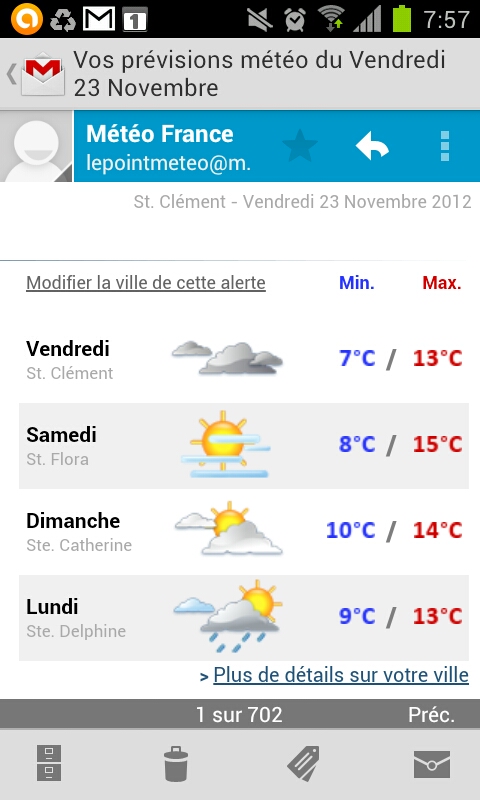 1
7:57
Vos prévisions météo du Vendredi
23 Novembre
Météo France
lepointmeteo@m.
St. Clément - Vendredi 23 Novembre 2012
Modifier la ville de cette alerte Min. Max.
Vendredi
St. Clément
7°C / 13°C
Samedi
St. Flora
8°C / 15°C
Dimanche
Ste. Catherine
10°C / 14°C
Lundi
Ste. Delphine
9°C / 13°C
> Plus de détails sur votre ville
1 sur 702 Préc.